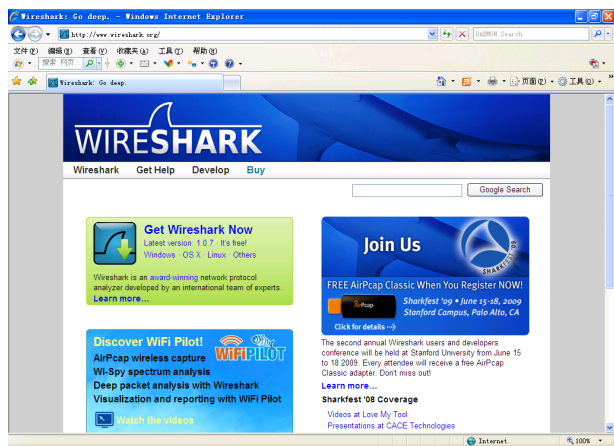 Wireshark: Go deep. - Windows Internet Explorer
http://www.wireshark.org/
DAEMON Search
文件(F) 编辑(E) 查看(V) 收藏夹(A) 工具(T) 帮助(H)
搜索 网页...
Wireshark: Go deep.
页面(P) 工具(O) »
WIRESHARK
Wireshark Get Help Develop Buy
Google Search
Get Wireshark Now
Latest version: 1.0.7 · It's free!
Windows · OS X · Linux · Others
Wireshark is an award-winning network protocol
analyzer developed by an international team of experts.
Learn more...
Join Us
SHARKFEST '09
FREE AirPcap Classic When You Register NOW!
AirPcap
Sharkfest '09 • June 15-18, 2009
Stanford Campus, Palo Alto, CA
Click for details
The second annual Wireshark users and developers
conference will be held at Stanford University from June 15
to 18 2009. Every attendee will receive a free AirPcap
Classic adapter. Don't miss out!
Learn more...
Sharkfest '08 Coverage
Videos at Love My Tool
Presentations at CACE Technologies
Discover WiFi Pilot!
WiFiPILOT
AirPcap wireless capture
Wi-Spy spectrum analysis
Deep packet analysis with Wireshark
Visualization and reporting with WiFi Pilot
Watch the videos
Internet
100%